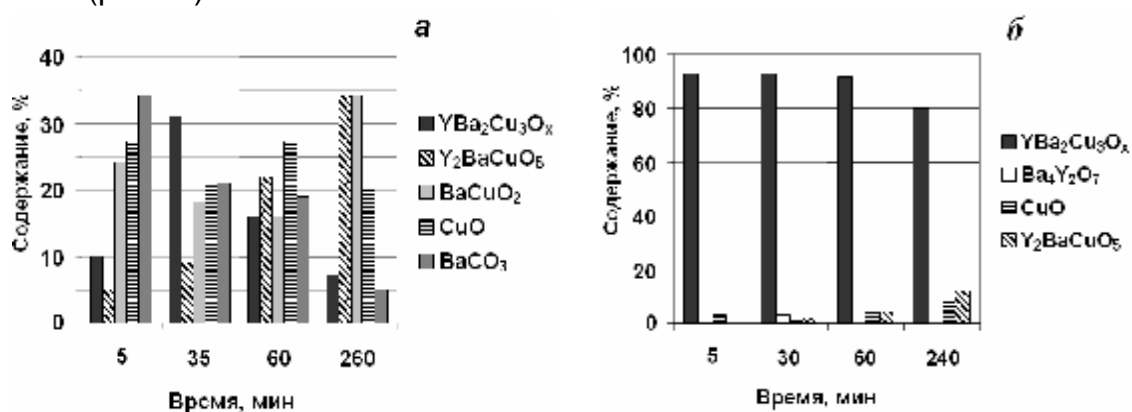 а
40
30
20
10
0
Содержание, %
5 35 60 260
Время, мин
YBa2Cu3Ox
Y2BaCuO5
BaCuO2
CuO
BaCO3
б
100
80
60
40
20
0
Содержание, %
5 30 60 240
Время, мин
YBa2Cu3Ox
Ba4Y2O7
CuO
Y2BaCuO5